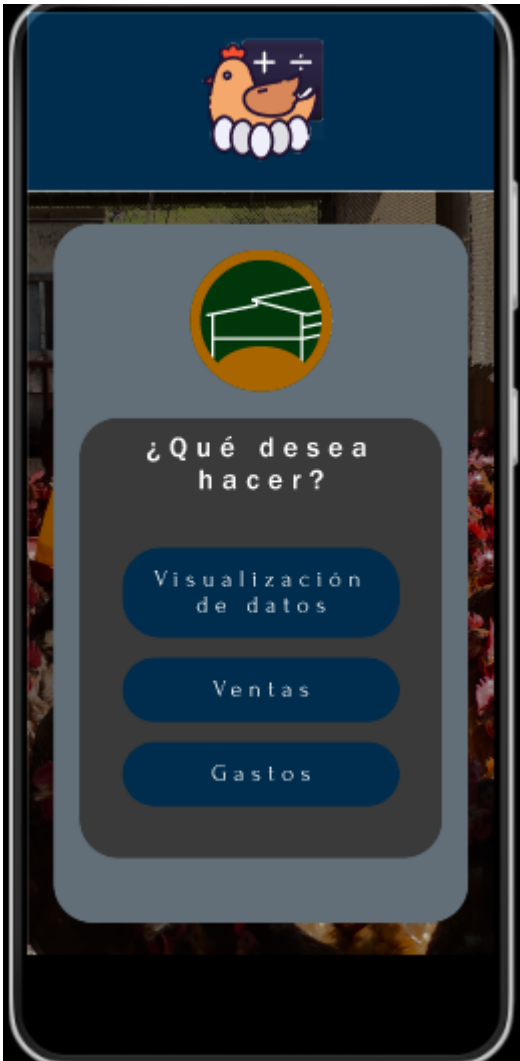 + ÷
¿Qué desea
hacer?
Visualización
de datos
Ventas
Gastos